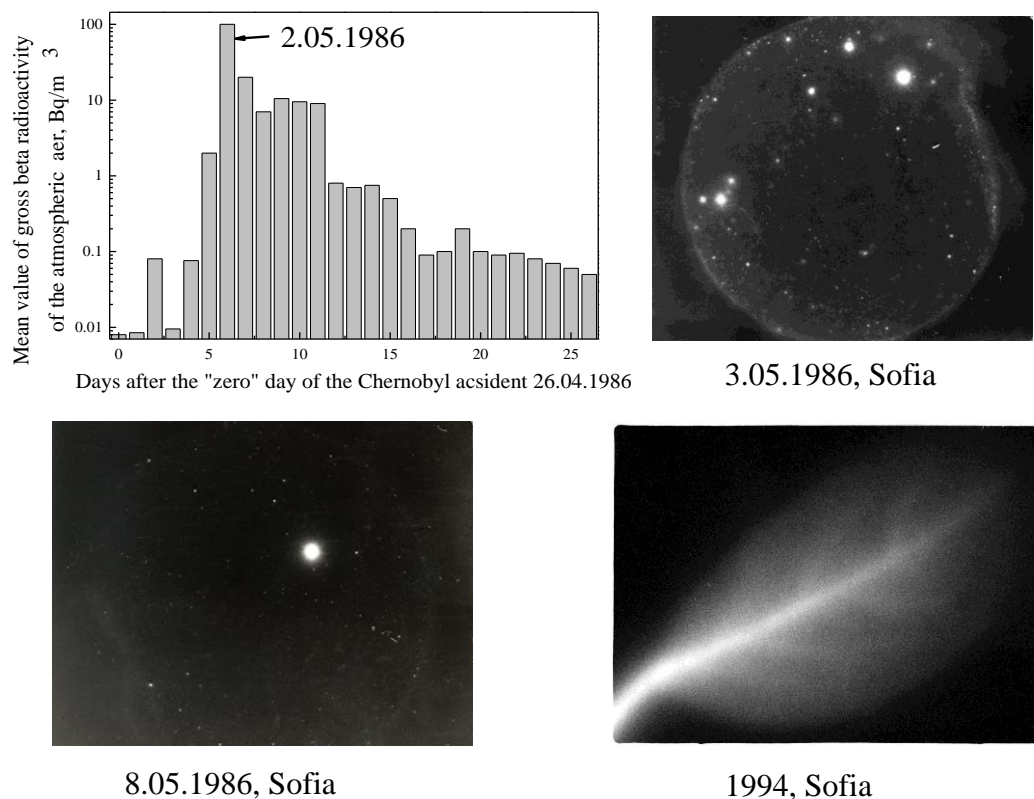 Mean value of gross beta radioactivity
of the atmospheric aer, Bq/m 3
100
10
1
0.1
0.01
2.05.1986
0 5 10 15 20 25
Days after the "zero" day of the Chernobyl acsident 26.04.1986
3.05.1986, Sofia
8.05.1986, Sofia
1994, Sofia